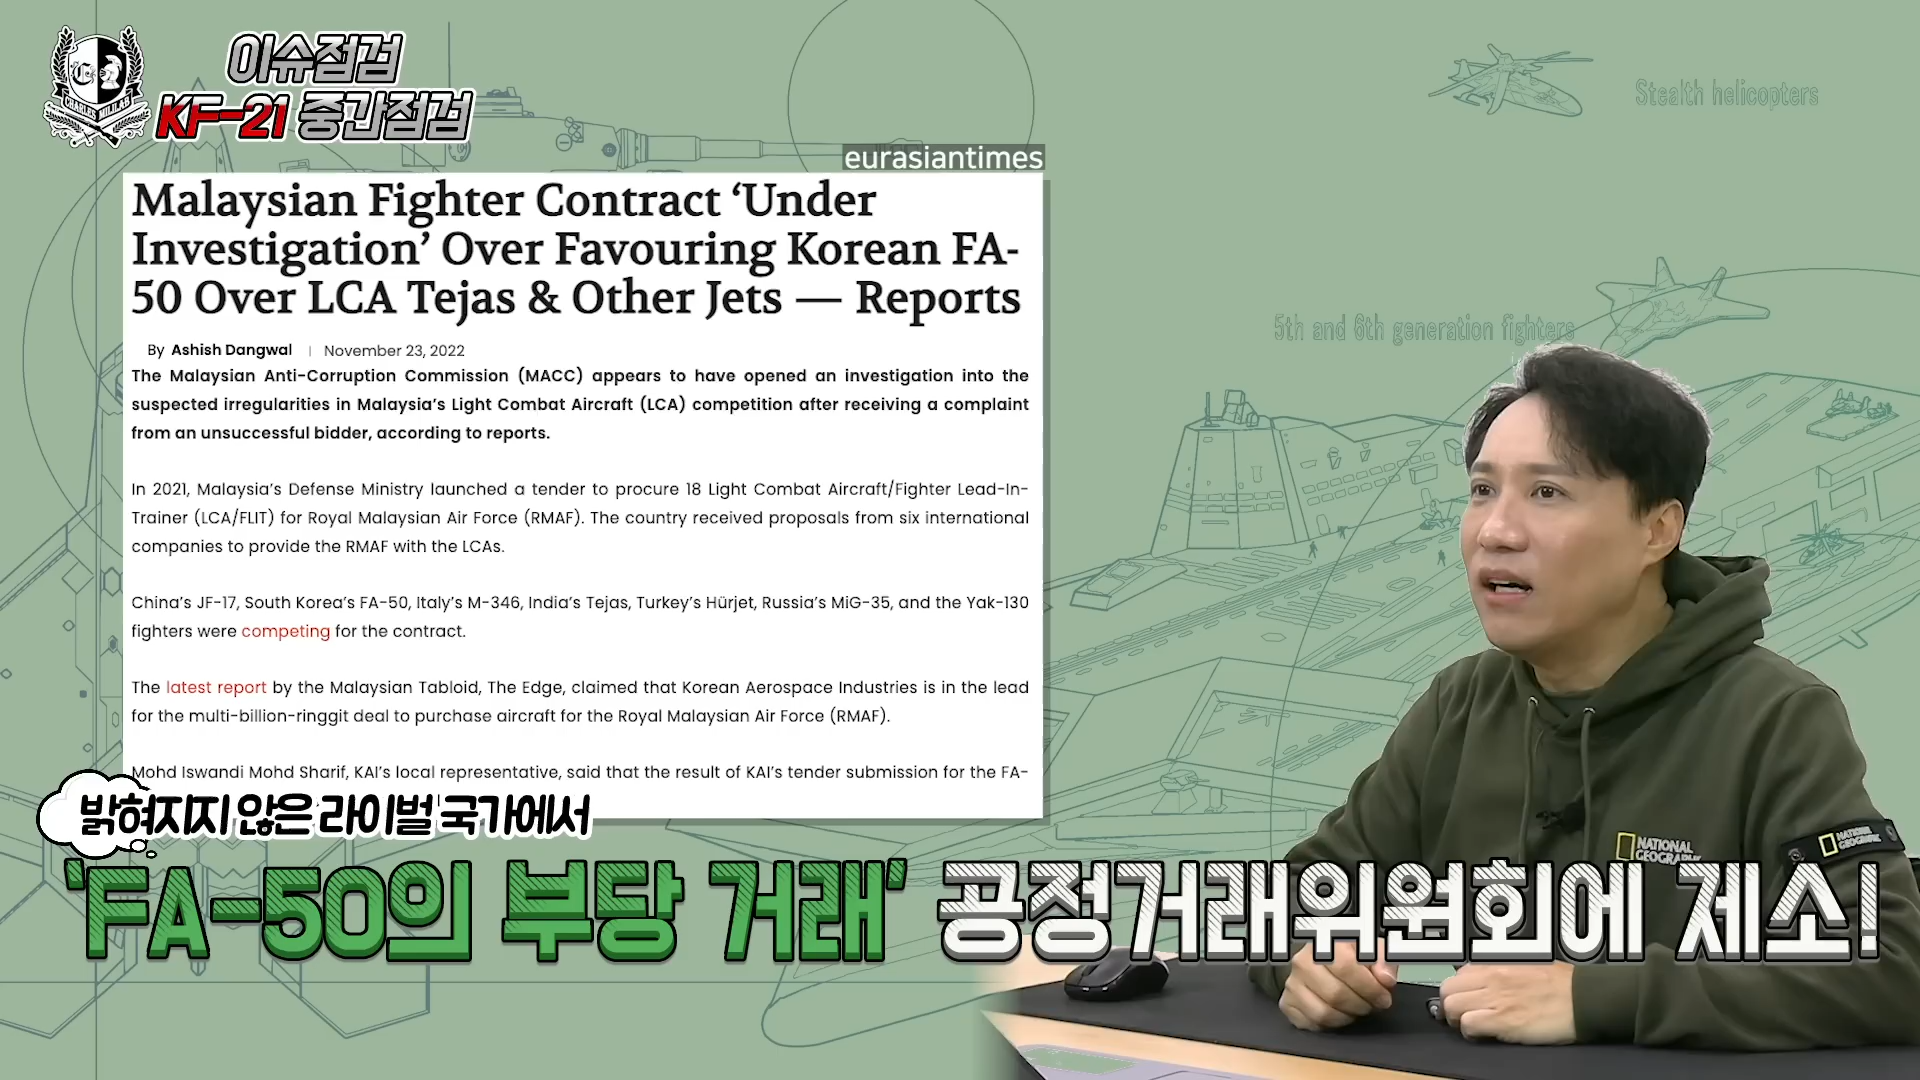 이슈점검
KF-21 중간점검
CHARLES MILLAB
Stealth helicopters
eurasiantimes
Malaysian Fighter Contract ‘Under
Investigation’ Over Favouring Korean FA-
50 Over LCA Tejas & Other Jets — Reports
By Ashish Dangwal | November 23, 2022
The Malaysian Anti-Corruption Commission (MACC) appears to have opened an investigation into the
suspected irregularities in Malaysia’s Light Combat Aircraft (LCA) competition after receiving a complaint
from an unsuccessful bidder, according to reports.
In 2021, Malaysia’s Defense Ministry launched a tender to procure 18 Light Combat Aircraft/Fighter Lead-In-
Trainer (LCA/FLIT) for Royal Malaysian Air Force (RMAF). The country received proposals from six international
companies to provide the RMAF with the LCAs.
China’s JF-17, South Korea’s FA-50, Italy’s M-346, India’s Tejas, Turkey’s Hürjet, Russia’s MiG-35, and the Yak-130
fighters were competing for the contract.
The latest report by the Malaysian Tabloid, The Edge, claimed that Korean Aerospace Industries is in the lead
for the multi-billion-ringgit deal to purchase aircraft for the Royal Malaysian Air Force (RMAF).
Mohd Iswandi Mohd Sharif, KAI’s local representative, said that the result of KAI’s tender submission for the FA-
5th and 6th generation fighters
NATIONAL
GEOGRAPHIC
NATIONAL
GEOGRAPHIC
밝혀지지 않은 라이벌 국가에서
‘FA-50의 부당 거래’ 공정거래위원회에 제소!